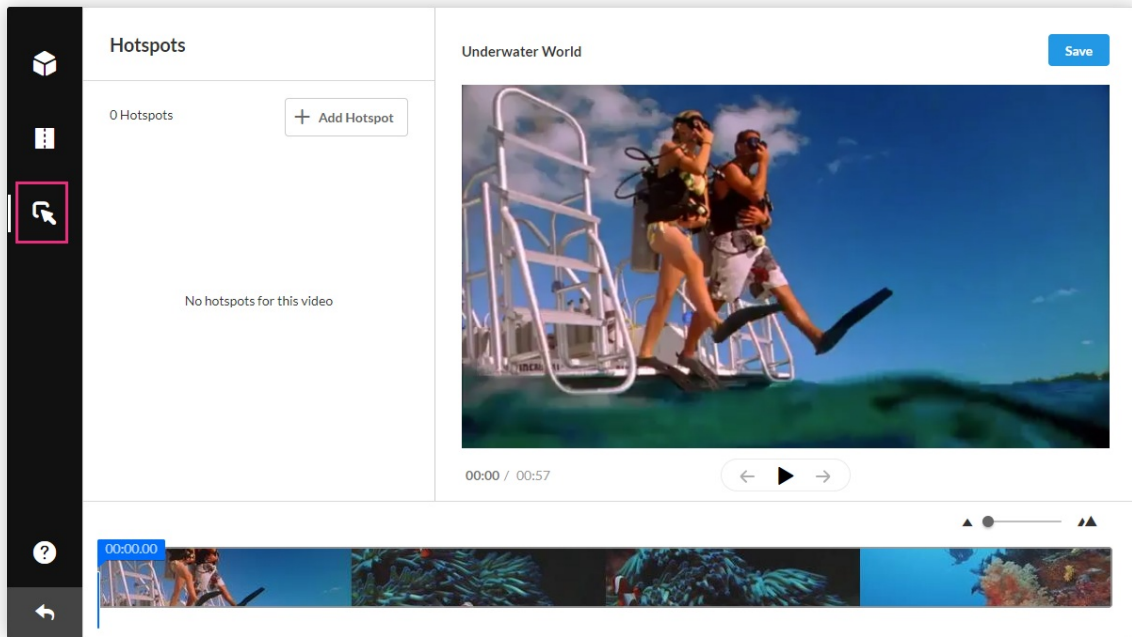 Hotspots
0 Hotspots
Add Hotspot
No hotspots for this video
Underwater World
Save
00:00 / 00:57
?
00:00.00